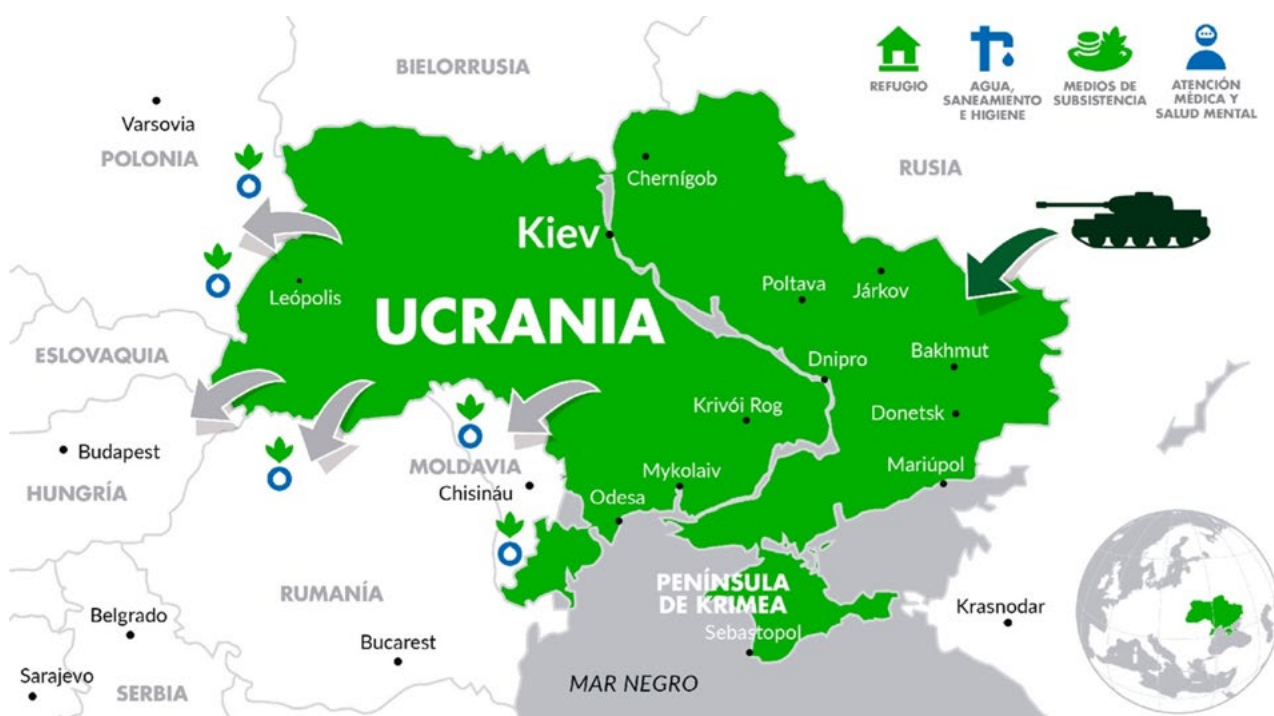 BIELORRUSIA
REFUGIO
AGUA,
SANEAMIENTO
E HIGIENE
MEDIOS DE
SUBSISTENCIA
ATENCIÓN
MÉDICA Y
SALUD MENTAL
Varsovia
POLONIA
RUSIA
Chernígob
Kiev
Leópolis
UCRANIA
Poltava
Járkov
ESLOVAQUIA
Dnipro
Bakhmut
Krivói Rog
Donetsk
Budapest
HUNGRÍA
MOLDAVIA
Chisináu
Mykolaiv
Mariúpol
Odesa
RUMANÍA
PENÍNSULA
DE KRIMEA
Sebastopol
Krasnodar
Belgrado
Bucarest
Sarajevo
SERBIA
MAR NEGRO